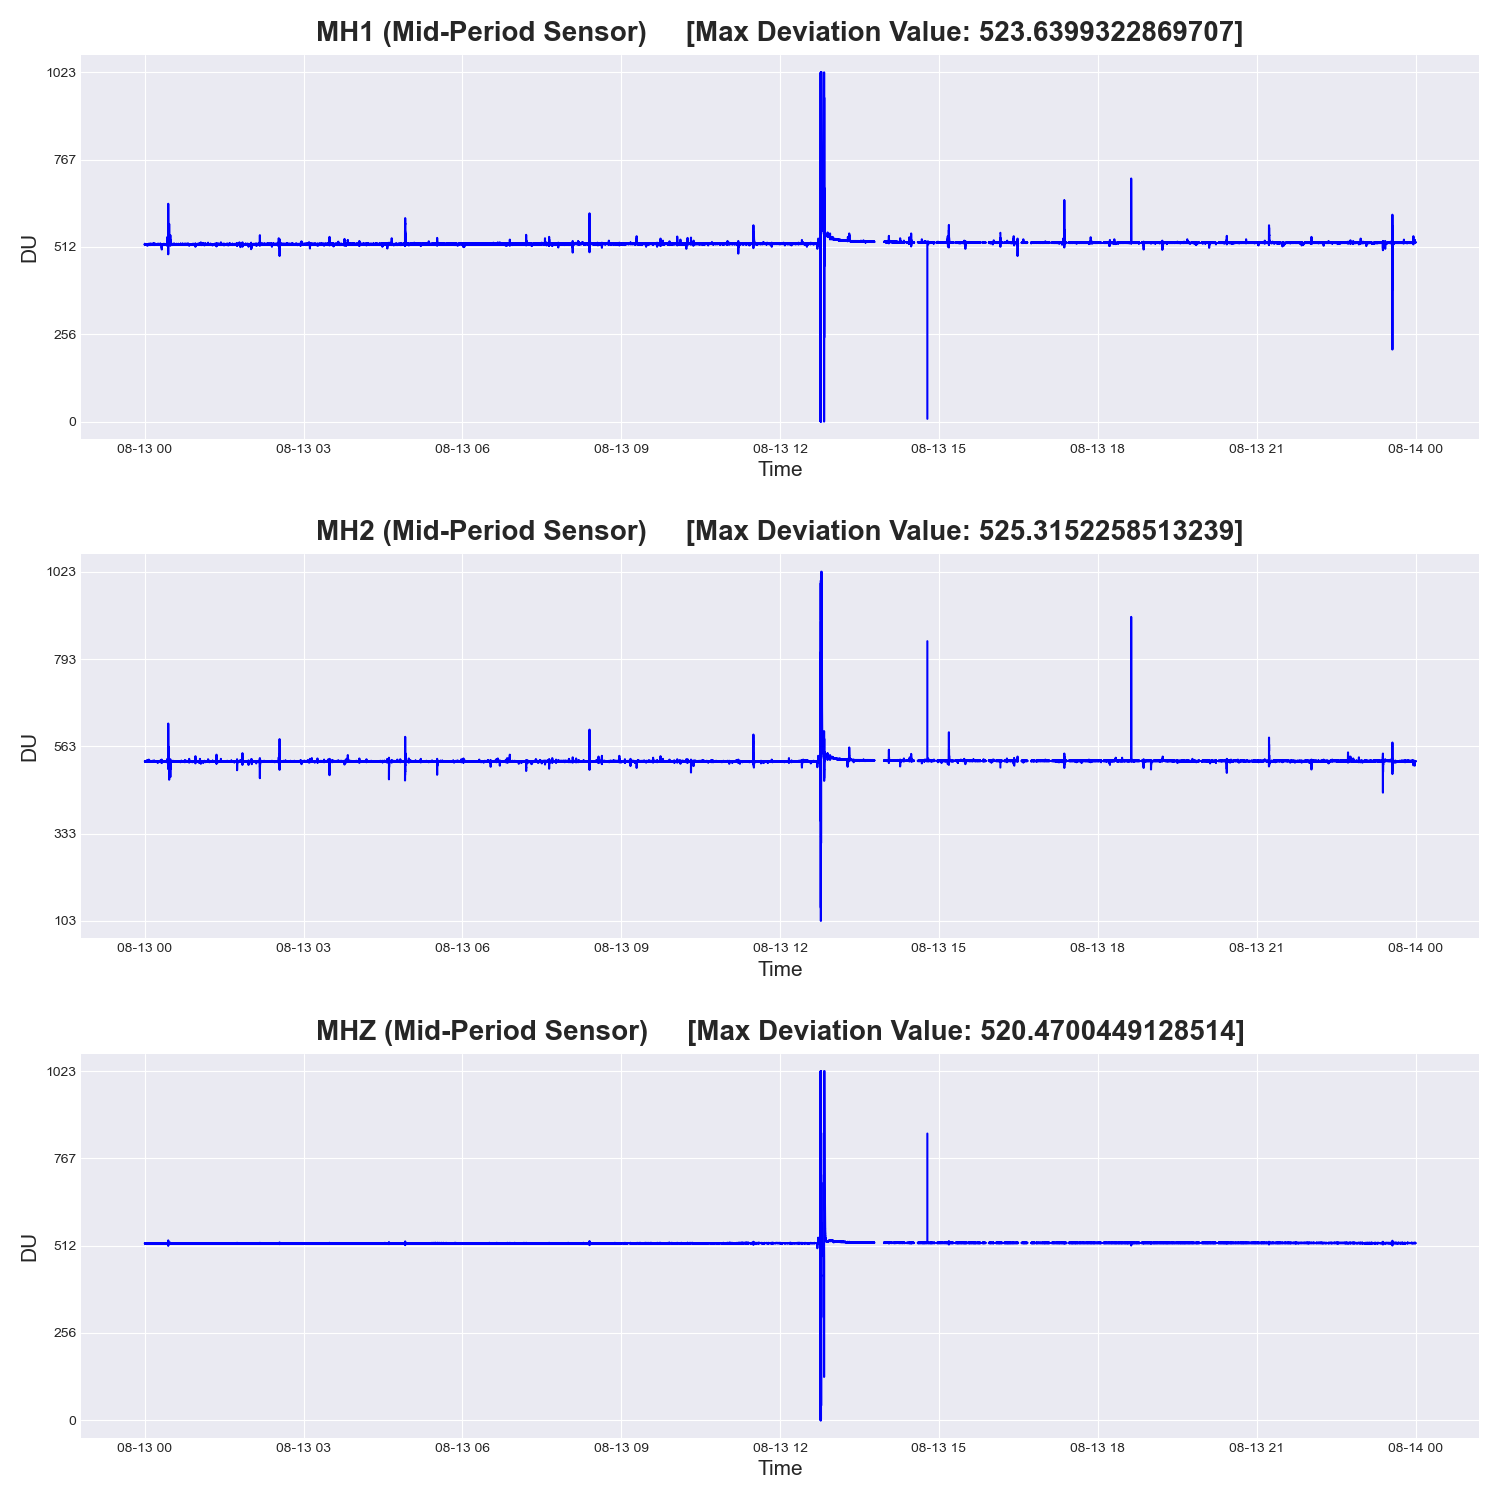 MH1 (Mid-Period Sensor) [Max Deviation Value: 523.6399322869707]
1023
767
512
256
0
DU
08-13 00 08-13 03 08-13 06 08-13 09 08-13 12 08-13 15 08-13 18 08-13 21 08-14 00
Time
MH2 (Mid-Period Sensor) [Max Deviation Value: 525.3152258513239]
1023
793
563
333
103
DU
08-13 00 08-13 03 08-13 06 08-13 09 08-13 12 08-13 15 08-13 18 08-13 21 08-14 00
Time
MHZ (Mid-Period Sensor) [Max Deviation Value: 520.4700449128514]
1023
767
512
256
0
DU
08-13 00 08-13 03 08-13 06 08-13 09 08-13 12 08-13 15 08-13 18 08-13 21 08-14 00
Time